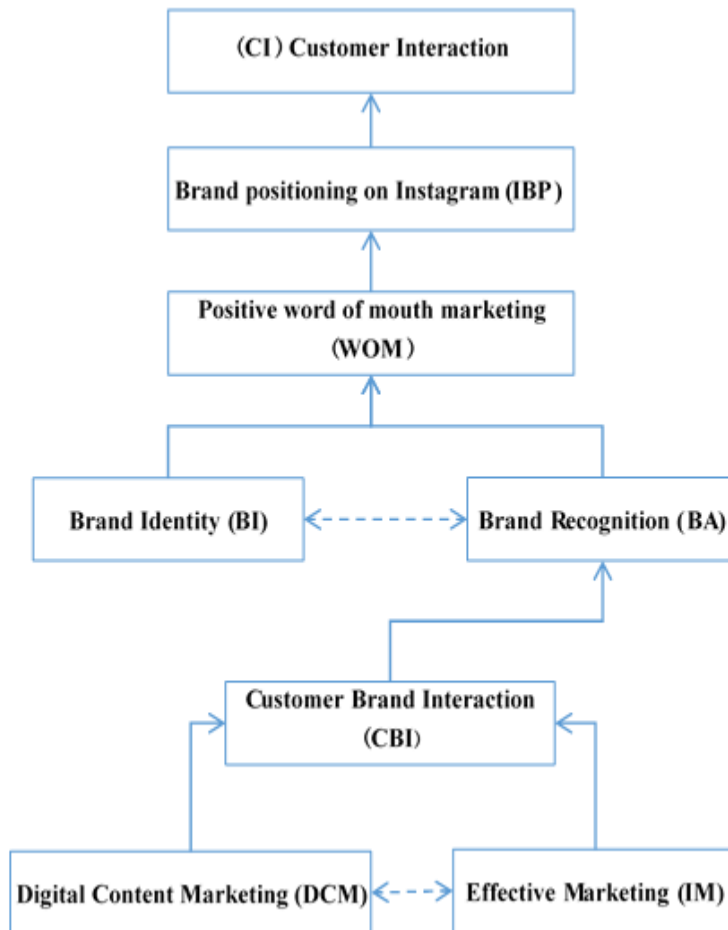 (CI) Customer Interaction
Brand positioning on Instagram (IBP)
Positive word of mouth marketing
(WOM)
Brand Identity (BI)
Brand Recognition (BA)
Customer Brand Interaction
(CBI)
Digital Content Marketing (DCM)
Effective Marketing (IM)